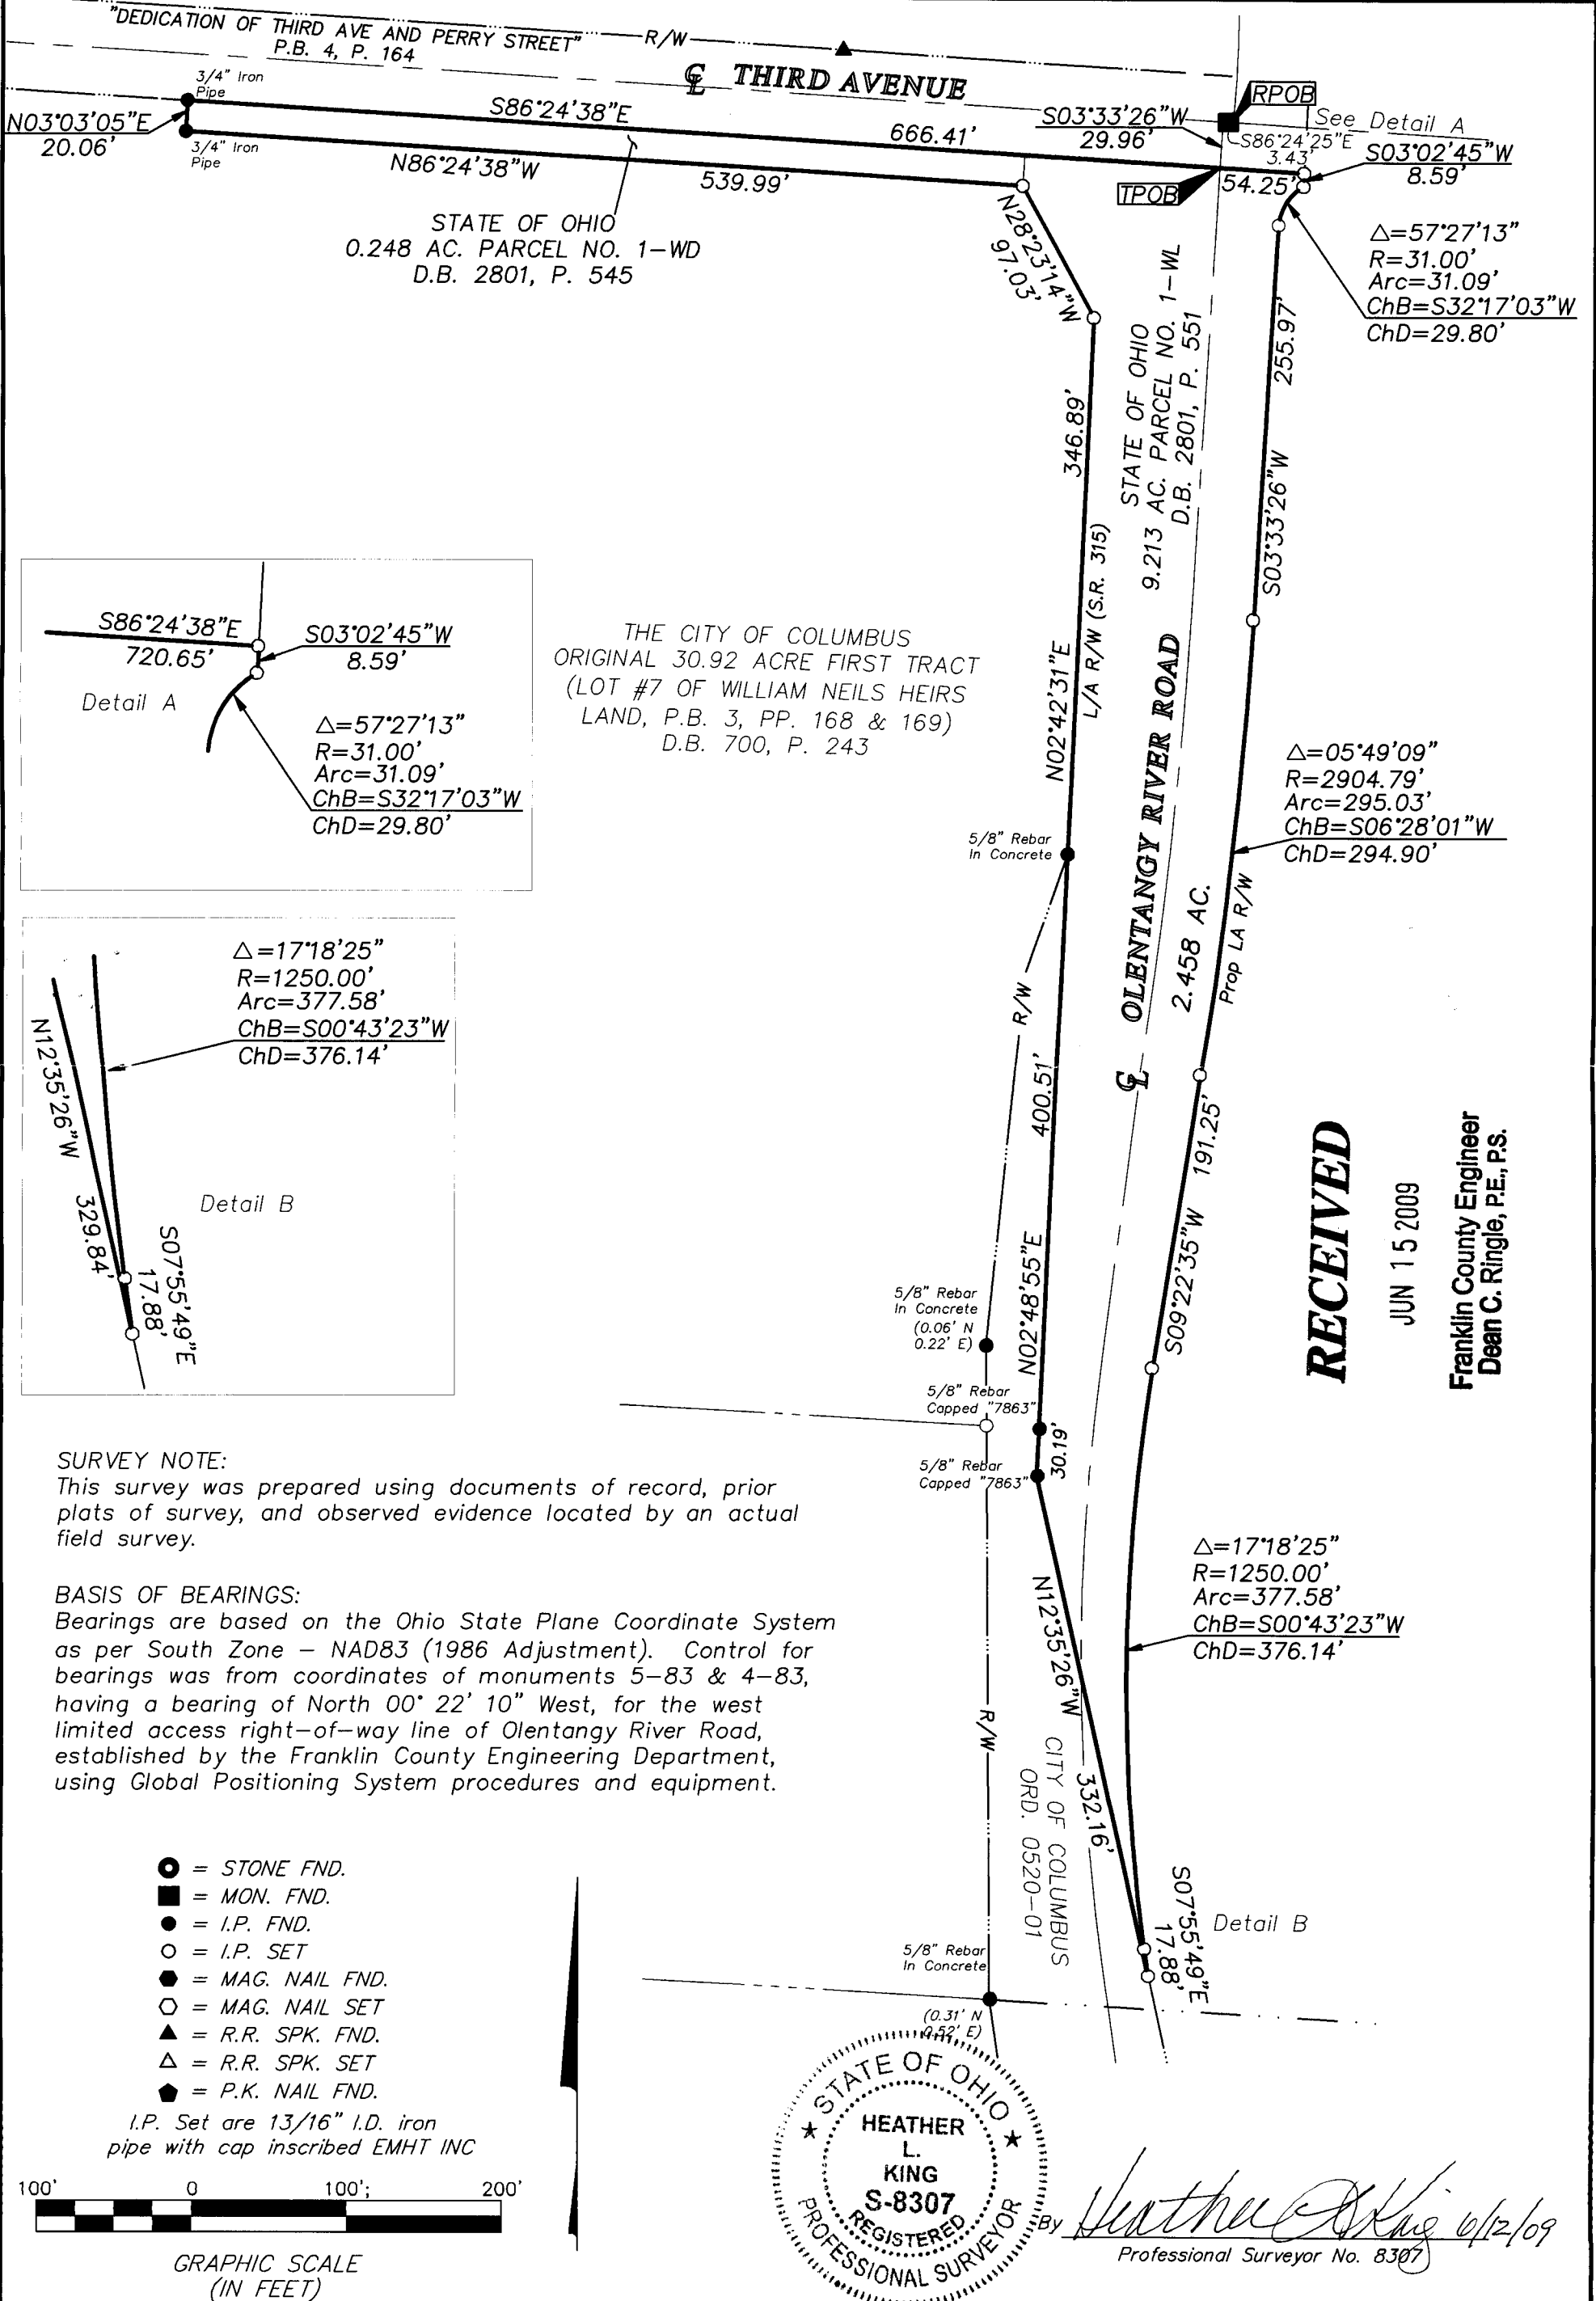 "DEDICATION OF THIRD AVE AND PERRY STREET"
P.B. 4, P. 164
R/W
℄ THIRD AVENUE
3/4" Iron
Pipe
N03°03'05"E
20.06'
3/4" Iron
Pipe
S86°24'38"E
666.41'
N86°24'38"W
539.99'
S03°33'26"W
29.96'
RPOB
See Detail A
S86°24'25"E
3.43'
S03°02'45"W
8.59'
TPOB
54.25'
STATE OF OHIO
0.248 AC. PARCEL NO. 1-WD
D.B. 2801, P. 545
N28°23'14"W
97.03'
△=57°27'13"
R=31.00'
Arc=31.09'
ChB=S32°17'03"W
ChD=29.80'
STATE OF OHIO
9.213 AC. PARCEL NO. 1-WL
D.B. 2801, P. 551
255.97'
S03°33'26"W
346.89'
N02°42'31"E
L/A R/W (S.R. 315)
S86°24'38"E
720.65'
S03°02'45"W
8.59'
Detail A
△=57°27'13"
R=31.00'
Arc=31.09'
ChB=S32°17'03"W
ChD=29.80'
THE CITY OF COLUMBUS
ORIGINAL 30.92 ACRE FIRST TRACT
(LOT #7 OF WILLIAM NEILS HEIRS
LAND, P.B. 3, PP. 168 & 169)
D.B. 700, P. 243
℄ OLENTANGY RIVER ROAD
2.458 AC.
Prop LA R/W
△=05°49'09"
R=2904.79'
Arc=295.03'
ChB=S06°28'01"W
ChD=294.90'
5/8" Rebar
In Concrete
R/W
400.51'
N02°48'55"E
191.25'
S09°22'35"W
△=17°18'25"
R=1250.00'
Arc=377.58'
ChB=S00°43'23"W
ChD=376.14'
N12°35'26"W
329.84'
Detail B
S07°55'49"E
17.88'
RECEIVED
JUN 15 2009
Franklin County Engineer
Dean C. Ringle, P.E., P.S.
5/8" Rebar
In Concrete
(0.06' N
0.22' E)
5/8" Rebar
Capped "7863"
5/8" Rebar
Capped "7863"
30.19'
SURVEY NOTE:
This survey was prepared using documents of record, prior
plats of survey, and observed evidence located by an actual
field survey.
BASIS OF BEARINGS:
Bearings are based on the Ohio State Plane Coordinate System
as per South Zone – NAD83 (1986 Adjustment). Control for
bearings was from coordinates of monuments 5-83 & 4-83,
having a bearing of North 00° 22' 10" West, for the west
limited access right-of-way line of Olentangy River Road,
established by the Franklin County Engineering Department,
using Global Positioning System procedures and equipment.
△=17°18'25"
R=1250.00'
Arc=377.58'
ChB=S00°43'23"W
ChD=376.14'
N12°35'26"W
332.16'
R/W
CITY OF COLUMBUS
ORD. 0520-01
S07°55'49"E
17.88'
Detail B
5/8" Rebar
In Concrete
(0.31' N
0.52' E)
= STONE FND.
= MON. FND.
= I.P. FND.
= I.P. SET
= MAG. NAIL FND.
= MAG. NAIL SET
= R.R. SPK. FND.
= R.R. SPK. SET
= P.K. NAIL FND.
I.P. Set are 13/16" I.D. iron
pipe with cap inscribed EMHT INC
100' 0 100'; 200'
GRAPHIC SCALE
(IN FEET)
STATE OF OHIO
HEATHER
L.
KING
S-8307
REGISTERED
PROFESSIONAL SURVEYOR
By Heather L King 6/12/09
Professional Surveyor No. 8307